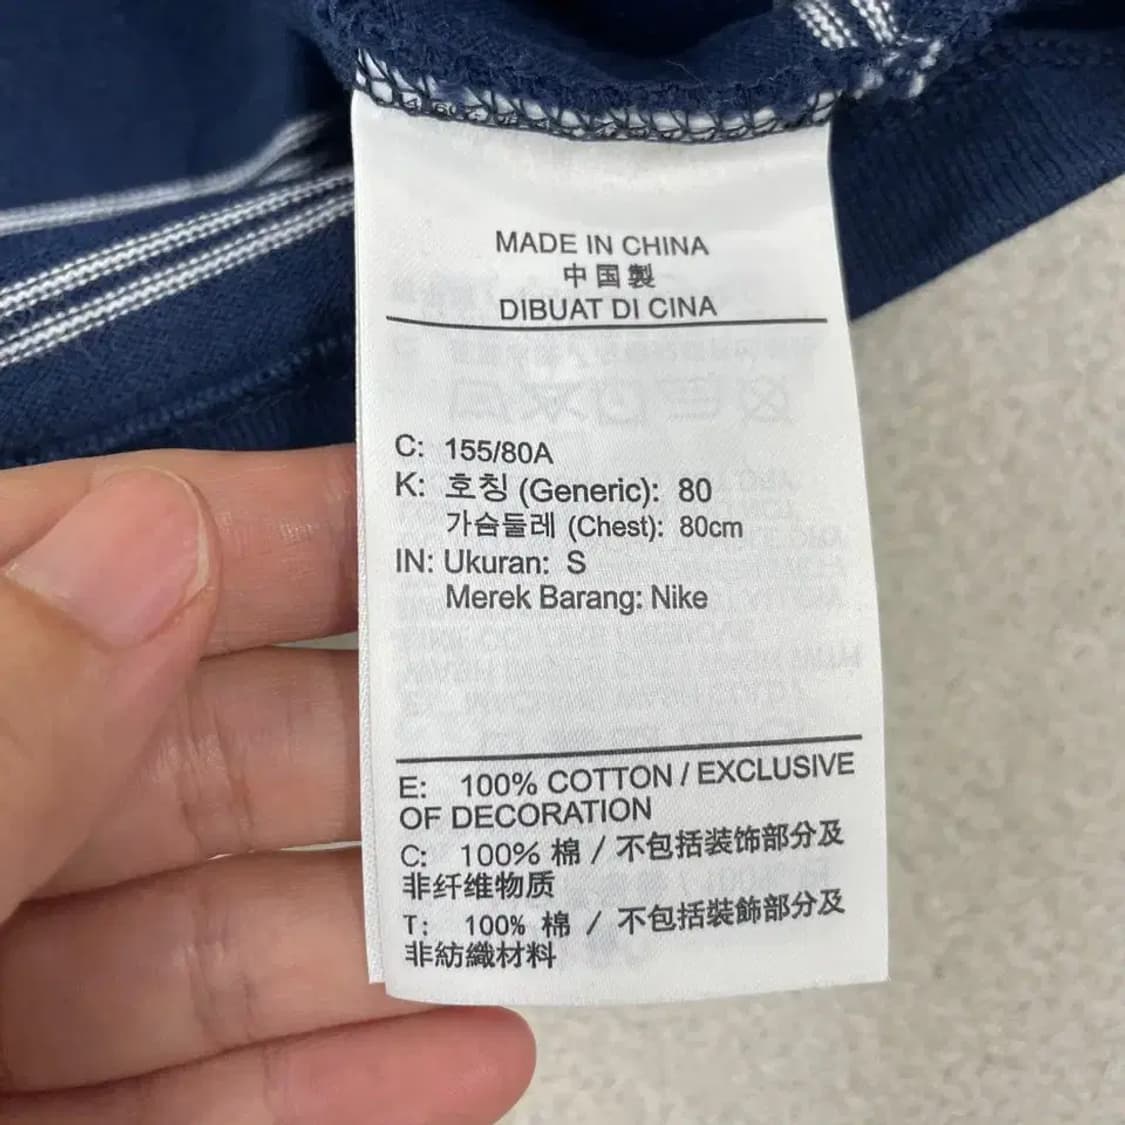 MADE IN CHINA
中国製
DIBUAT DI CINA
C: 155/80A
K: 호칭 (Generic): 80
가슴둘레 (Chest): 80cm
IN: Ukuran: S
Merek Barang: Nike
E: 100% COTTON / EXCLUSIVE
OF DECORATION
C: 100% 棉 / 不包括装饰部分及
非纤维物质
T: 100% 棉 / 不包括裝飾部分及
非紡織材料